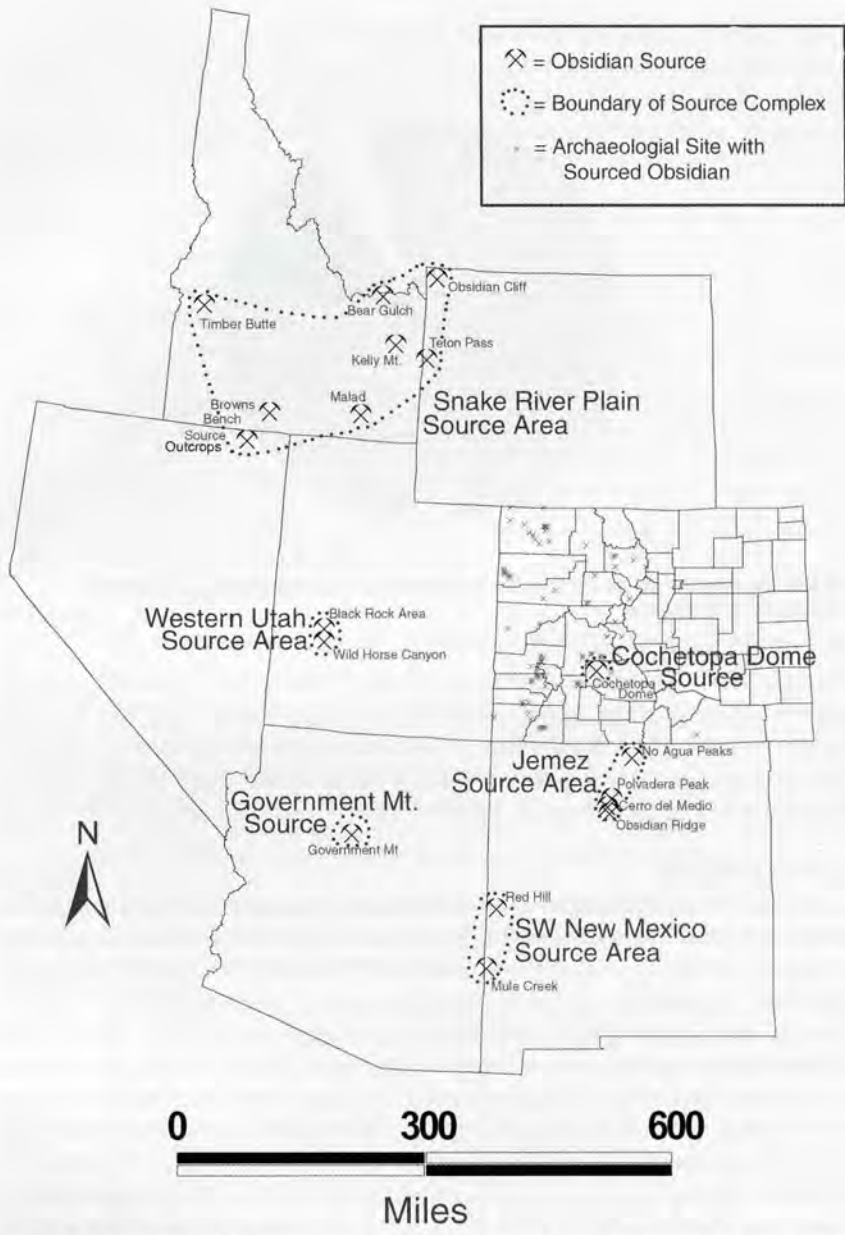 = Obsidian Source
= Boundary of Source Complex
= Archaeologial Site with
Sourced Obsidian
Obsidian Cliff
Bear Gulch
Timber Butte
Teton Pass
Kelly Mt.
Browns
Bench
Malad
Snake River Plain
Source Area
Source
Outcrops
Western Utah
Source Area
Black Rock Area
Wild Horse Canyon
Cochetopa Dome
Source
Cochetopa
Dome
No Agua Peaks
Jemez
Source Area
Polvadera Peak
Cerro del Medio
Obsidian Ridge
Government Mt.
Source
Government Mt
N
Red Hill
SW New Mexico
Source Area
Mule Creek
0 300 600
Miles